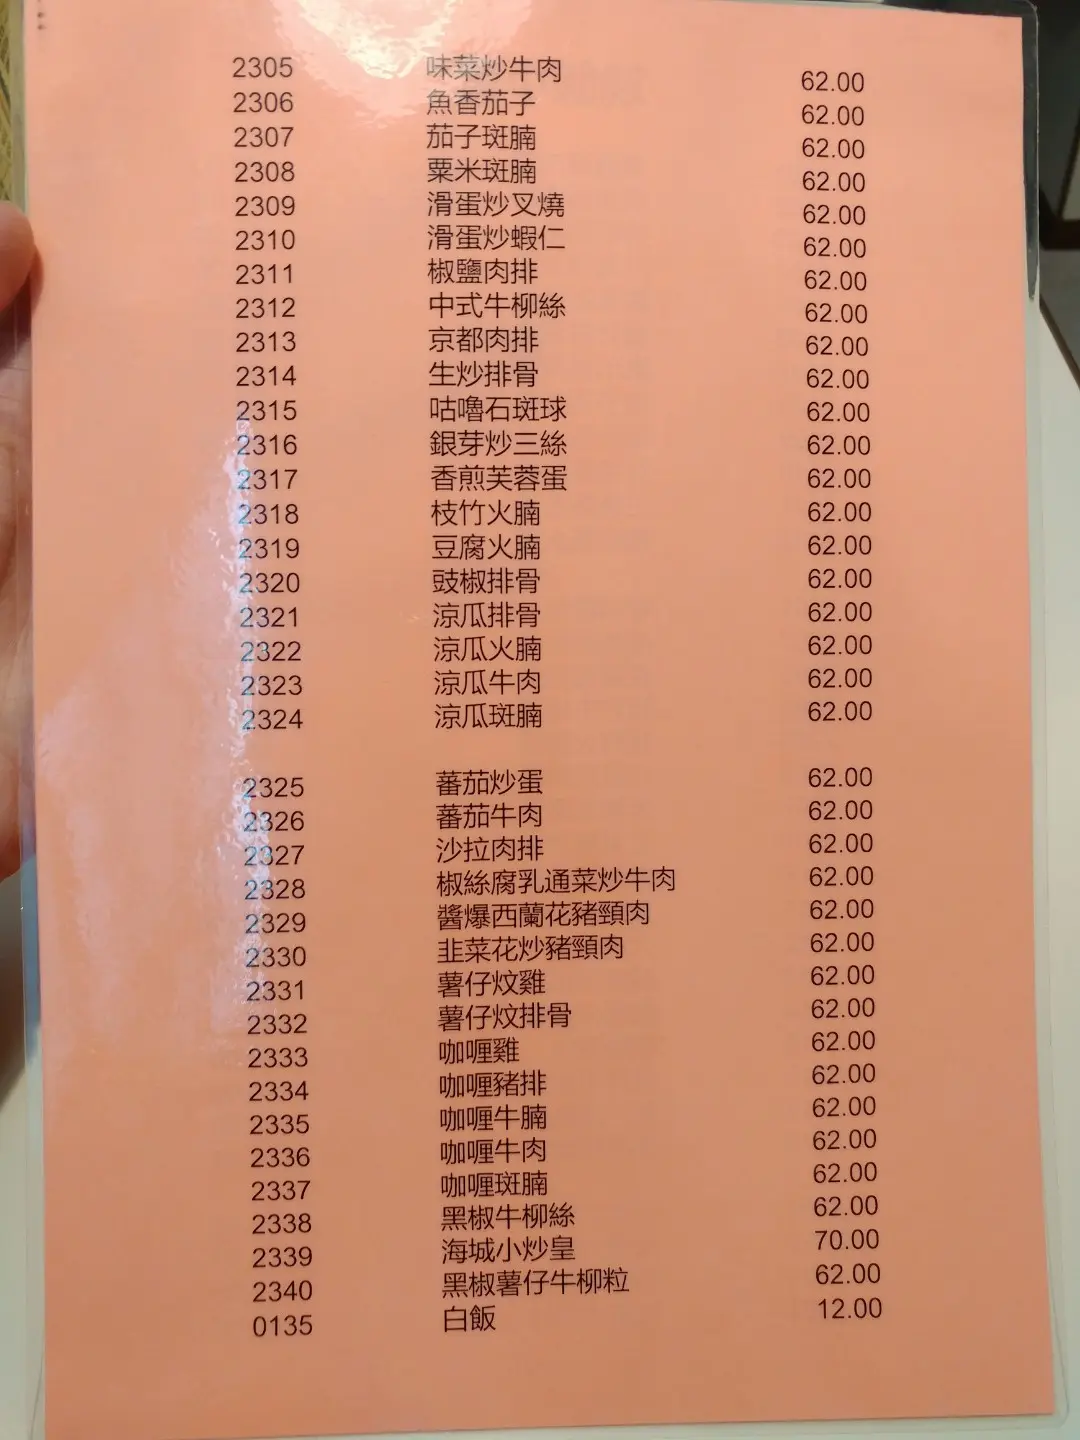 2305 味菜炒牛肉 62.00
2306 魚香茄子 62.00
2307 茄子斑腩 62.00
2308 粟米斑腩 62.00
2309 滑蛋炒叉燒 62.00
2310 滑蛋炒蝦仁 62.00
2311 椒鹽肉排 62.00
2312 中式牛柳絲 62.00
2313 京都肉排 62.00
2314 生炒排骨 62.00
2315 咕嚕石斑球 62.00
2316 銀芽炒三絲 62.00
2317 香煎芙蓉蛋 62.00
2318 枝竹火腩 62.00
2319 豆腐火腩 62.00
2320 豉椒排骨 62.00
2321 涼瓜排骨 62.00
2322 涼瓜火腩 62.00
2323 涼瓜牛肉 62.00
2324 涼瓜斑腩 62.00
2325 蕃茄炒蛋 62.00
2326 蕃茄牛肉 62.00
2327 沙拉肉排 62.00
2328 椒絲腐乳通菜炒牛肉 62.00
2329 醬爆西蘭花豬頸肉 62.00
2330 韭菜花炒豬頸肉 62.00
2331 薯仔炆雞 62.00
2332 薯仔炆排骨 62.00
2333 咖喱雞 62.00
2334 咖喱豬排 62.00
2335 咖喱牛腩 62.00
2336 咖喱牛肉 62.00
2337 咖喱斑腩 62.00
2338 黑椒牛柳絲 62.00
2339 海城小炒皇 70.00
2340 黑椒薯仔牛柳粒 62.00
0135 白飯 12.00